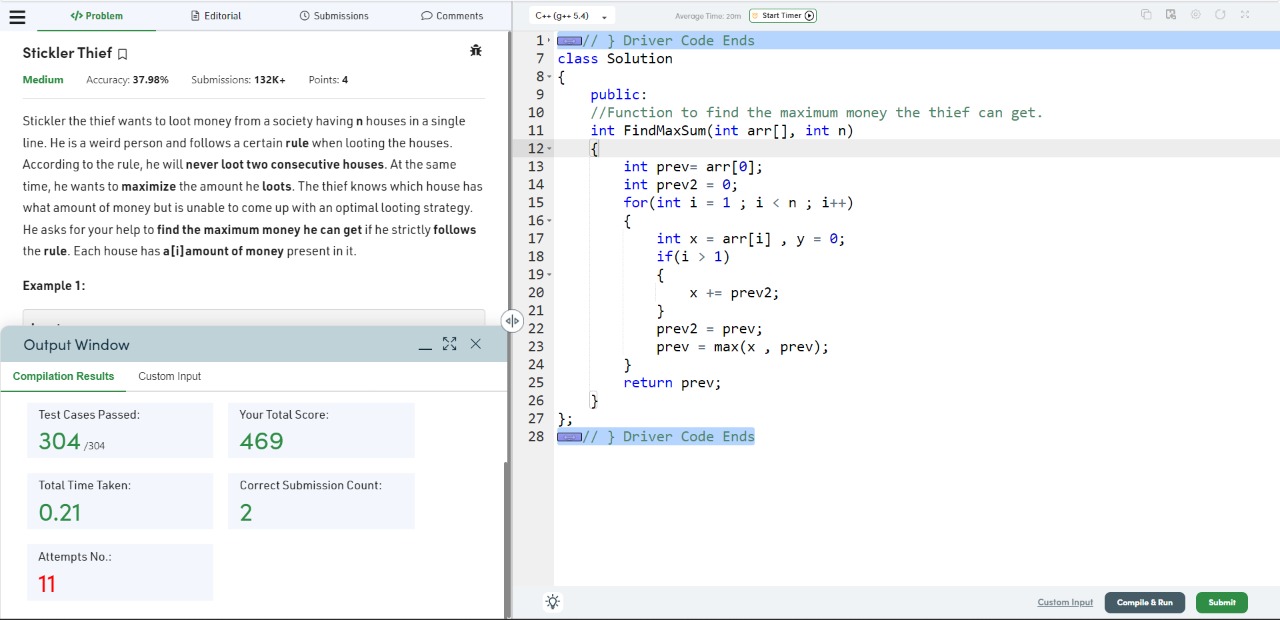 </> Problem
Editorial
Submissions
Comments
Stickler Thief
Medium Accuracy: 37.98% Submissions: 132K+ Points: 4
Stickler the thief wants to loot money from a society having n houses in a single
line. He is a weird person and follows a certain rule when looting the houses.
According to the rule, he will never loot two consecutive houses. At the same
time, he wants to maximize the amount he loots. The thief knows which house has
what amount of money but is unable to come up with an optimal looting strategy.
He asks for your help to find the maximum money he can get if he strictly follows
the rule. Each house has a[i]amount of money present in it.
Example 1:
Output Window
Compilation Results
Custom Input
Test Cases Passed:
304 /304
Your Total Score:
469
Total Time Taken:
0.21
Correct Submission Count:
2
Attempts No.:
11
C++ (g++ 5.4)
Average Time: 20m
Start Timer
1 // } Driver Code Ends
7 class Solution
8 {
9 public:
10 //Function to find the maximum money the thief can get.
11 int FindMaxSum(int arr[], int n)
12 {
13 int prev= arr[0];
14 int prev2 = 0;
15 for(int i = 1 ; i < n ; i++)
16 {
17 int x = arr[i] , y = 0;
18 if(i > 1)
19 {
20 x += prev2;
21 }
22 prev2 = prev;
23 prev = max(x , prev);
24 }
25 return prev;
26 }
27 };
28 // } Driver Code Ends
Custom Input
Compile & Run
Submit